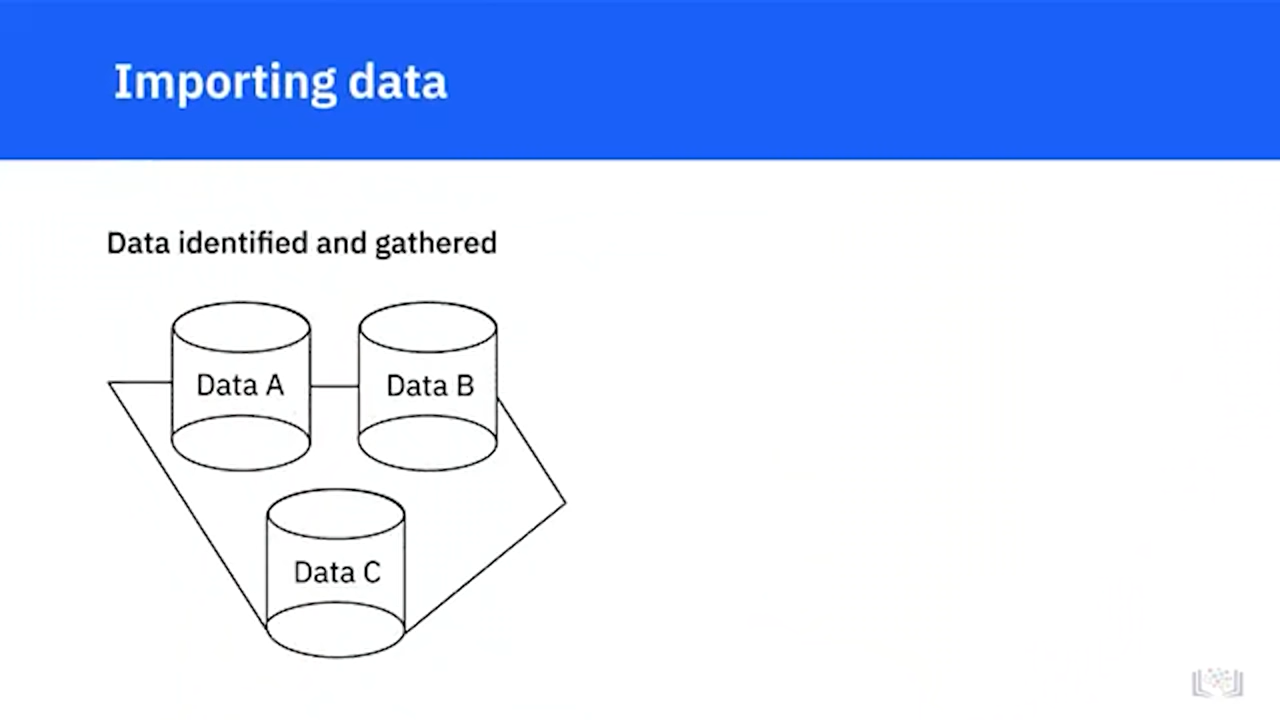 Importing data
Data identified and gathered
Data A
Data B
Data C